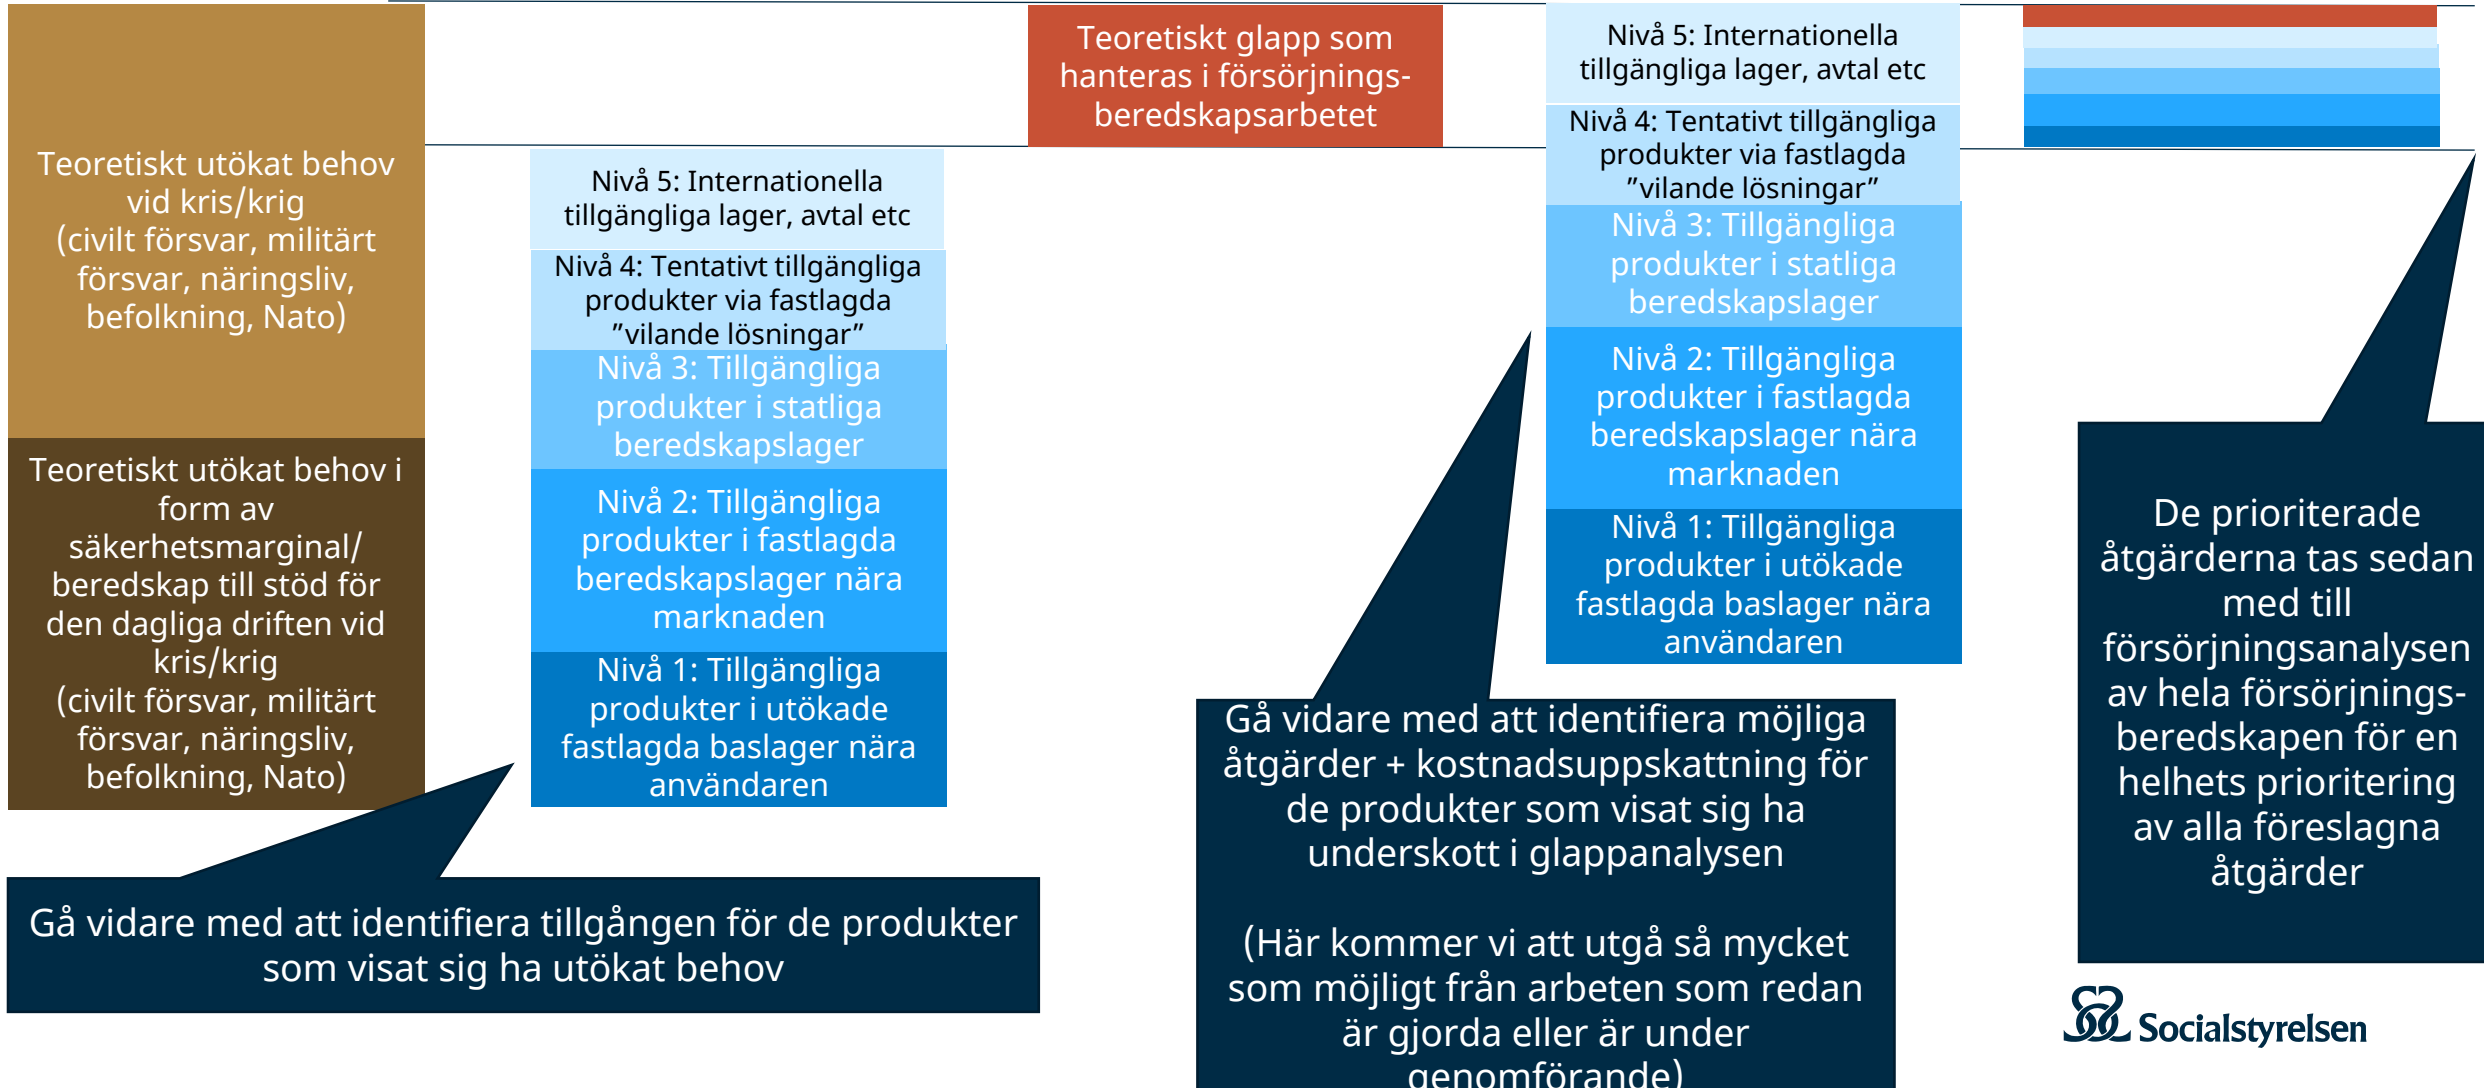 Teoretiskt utökat behov
vid kris/krig
(civilt försvar, militärt
försvar, näringsliv,
befolkning, Nato)
Teoretiskt utökat behov i
form av
säkerhetsmarginal/
beredskap till stöd för
den dagliga driften vid
kris/krig
(civilt försvar, militärt
försvar, näringsliv,
befolkning, Nato)
Nivå 5: Internationella
tillgängliga lager, avtal etc
Nivå 4: Tentativt tillgängliga
produkter via fastlagda
”vilande lösningar”
Nivå 3: Tillgängliga
produkter i statliga
beredskapslager
Nivå 2: Tillgängliga
produkter i fastlagda
beredskapslager nära
marknaden
Nivå 1: Tillgängliga
produkter i utökade
fastlagda baslager nära
användaren
Gå vidare med att identifiera tillgången för de produkter
som visat sig ha utökat behov
Teoretiskt glapp som
hanteras i försörjnings-
beredskapsarbetet
Nivå 5: Internationella
tillgängliga lager, avtal etc
Nivå 4: Tentativt tillgängliga
produkter via fastlagda
”vilande lösningar”
Nivå 3: Tillgängliga
produkter i statliga
beredskapslager
Nivå 2: Tillgängliga
produkter i fastlagda
beredskapslager nära
marknaden
Nivå 1: Tillgängliga
produkter i utökade
fastlagda baslager nära
användaren
Gå vidare med att identifiera möjliga
åtgärder + kostnadsuppskattning för
de produkter som visat sig ha
underskott i glappanalysen
(Här kommer vi att utgå så mycket
som möjligt från arbeten som redan
är gjorda eller är under
genomförande)
De prioriterade
åtgärderna tas sedan
med till
försörjningsanalysen
av hela försörjnings-
beredskapen för en
helhets prioritering
av alla föreslagna
åtgärder
Socialstyrelsen